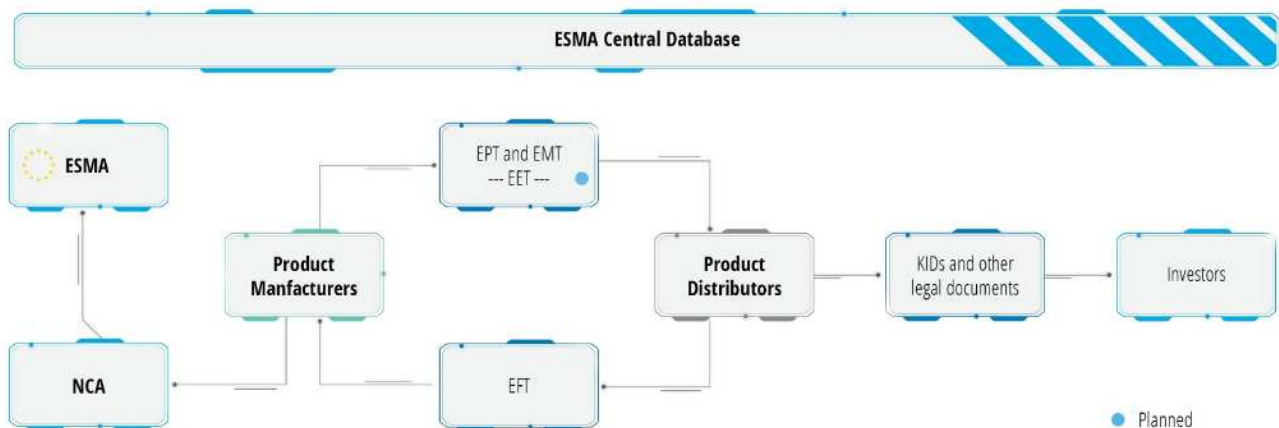 ESMA Central Database
ESMA
EPT and EMT
--- EET ---
Product
Manfacturers
Product
Distributors
KIDs and other
legal documents
Investors
NCA
EFT
Planned